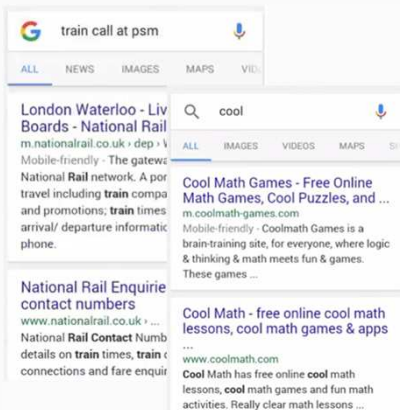 train call at psm
ALL NEWS IMAGES MAPS
London Waterloo - Liv
Boards - National Rail
m.nationalrail.co.uk › dep ›
Mobile-friendly - The gatewa
National Rail network. A por
travel including train compa
and promotions; train times
arrival/ departure informatic
phone.
National Rail Enquirie
contact numbers
www.nationalrail.co.uk › ...
National Rail Contact Numb
details on train times, train
connections and fare enquir
cool
ALL IMAGES VIDEOS MAPS
Cool Math Games - Free Online
Math Games, Cool Puzzles, and ...
m.coolmath-games.com
Mobile-friendly - Coolmath Games is a
brain-training site, for everyone, where logic
& thinking & math meets fun & games.
These games ...
Cool Math - free online cool math
lessons, cool math games & apps
...
www.coolmath.com
Cool Math has free online cool math
lessons, cool math games and fun math
activities. Really clear math lessons ...